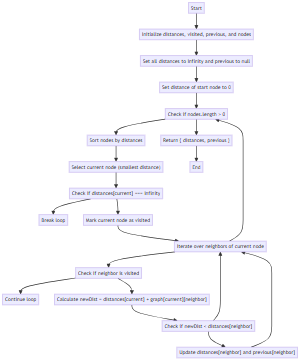 Start
Initialize distances, visited, previous, and nodes
Set all distances to Infinity and previous to null
Set distance of start node to 0
Check if nodes.length > 0
Sort nodes by distances
Return { distances, previous }
Select current node (smallest distance)
End
Check if distances[current] === Infinity
Break loop
Mark current node as visited
Iterate over neighbors of current node
Check if neighbor is visited
Continue loop
Calculate newDist = distances[current] + graph[current][neighbor]
Check if newDist < distances[neighbor]
Update distances[neighbor] and previous[neighbor]